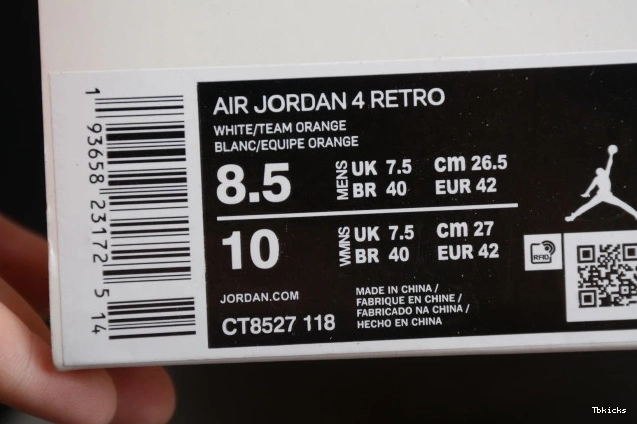 1 93658 23172 5 14
AIR JORDAN 4 RETRO
WHITE/TEAM ORANGE
BLANC/EQUIPE ORANGE
8.5 MENS UK 7.5 cm 26.5
BR 40 EUR 42
10 WMNS UK 7.5 cm 27
BR 40 EUR 42
RFID
JORDAN.COM
CT8527 118
MADE IN CHINA /
FABRIQUE EN CHINE /
FABRICADO NA CHINA /
HECHO EN CHINA
Tbkicks